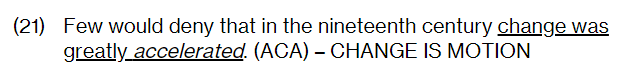 (21) Few would deny that in the nineteenth century change was
greatly accelerated. (ACA) – CHANGE IS MOTION